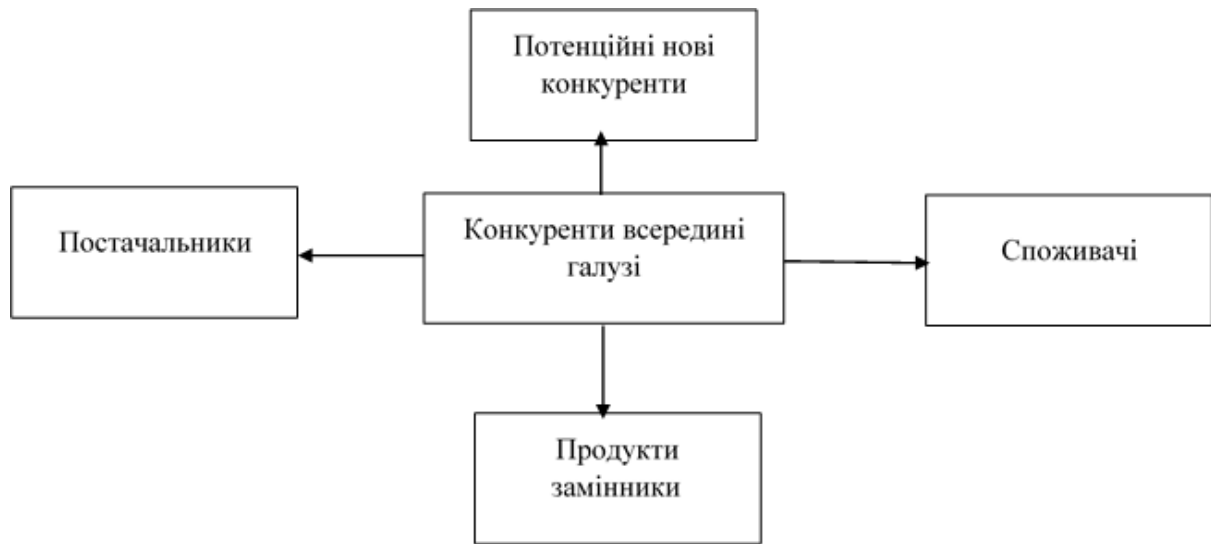 Потенційні нові
конкуренти
Постачальники
Конкуренти всередині
галузі
Споживачі
Продукти
замінники